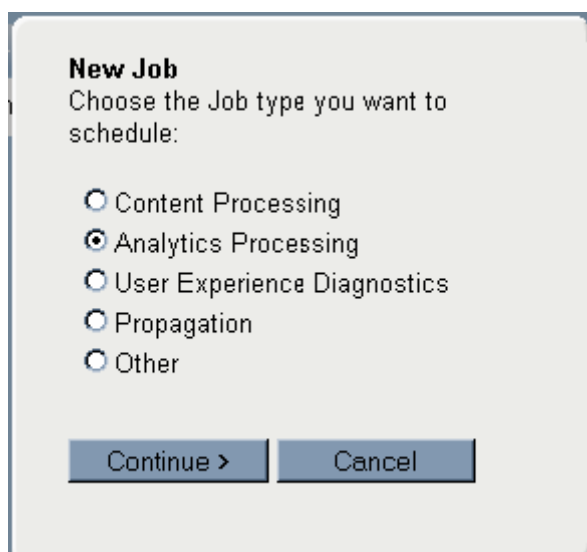 New Job
Choose the Job type you want to
schedule:
Content Processing
Analytics Processing
User Experience Diagnostics
Propagation
Other
Continue >
Cancel